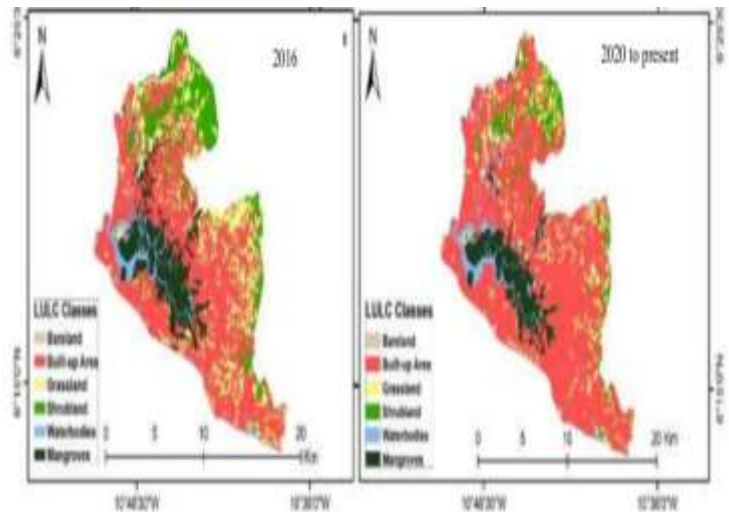 N
2016
LULC Classes
Bareland
Built-up Area
Grassland
Shrubland
Waterbodies
Mangroves
0 5 10 20
Km
N
2020 to present
LULC Classes
Bareland
Built-up Area
Grassland
Shrubland
Waterbodies
Mangroves
0 5 10 20 Km